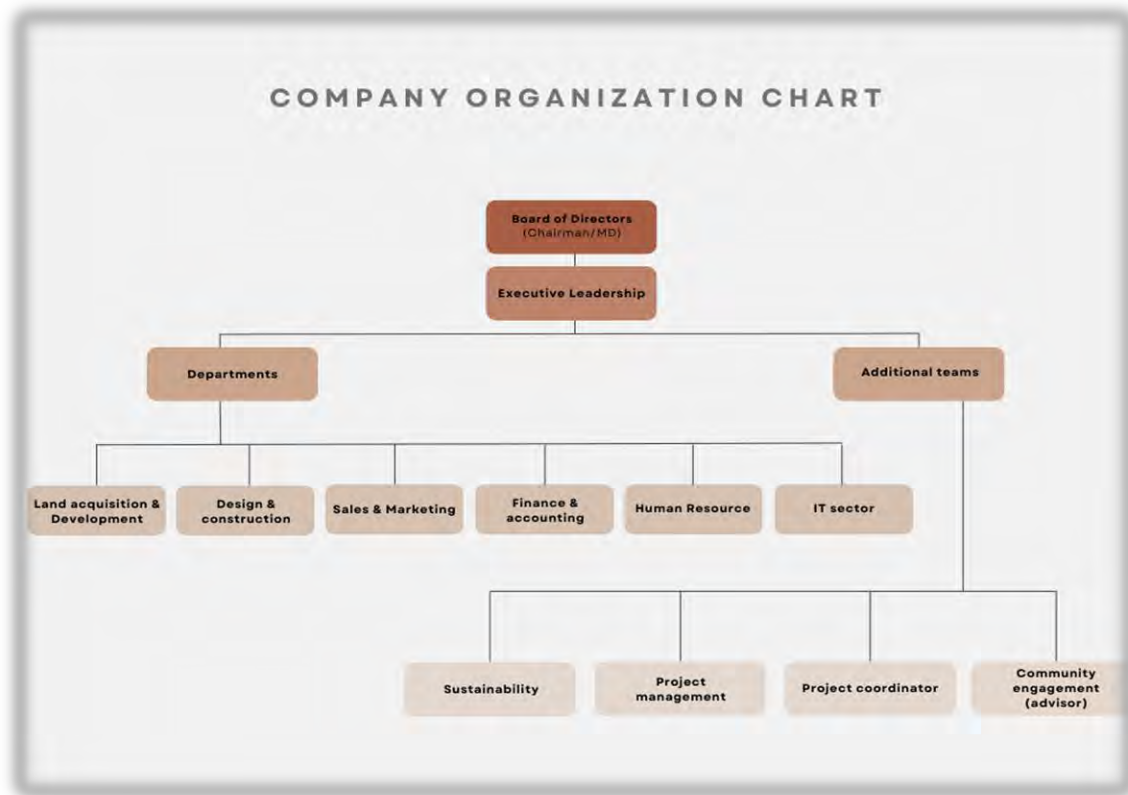 COMPANY ORGANIZATION CHART
Board of Directors
(Chairman/MD)
Executive Leadership
Departments
Additional teams
Land acquisition &
Development
Design &
construction
Sales & Marketing
Finance &
accounting
Human Resource
IT sector
Sustainability
Project
management
Project coordinator
Community
engagement
(advisor)